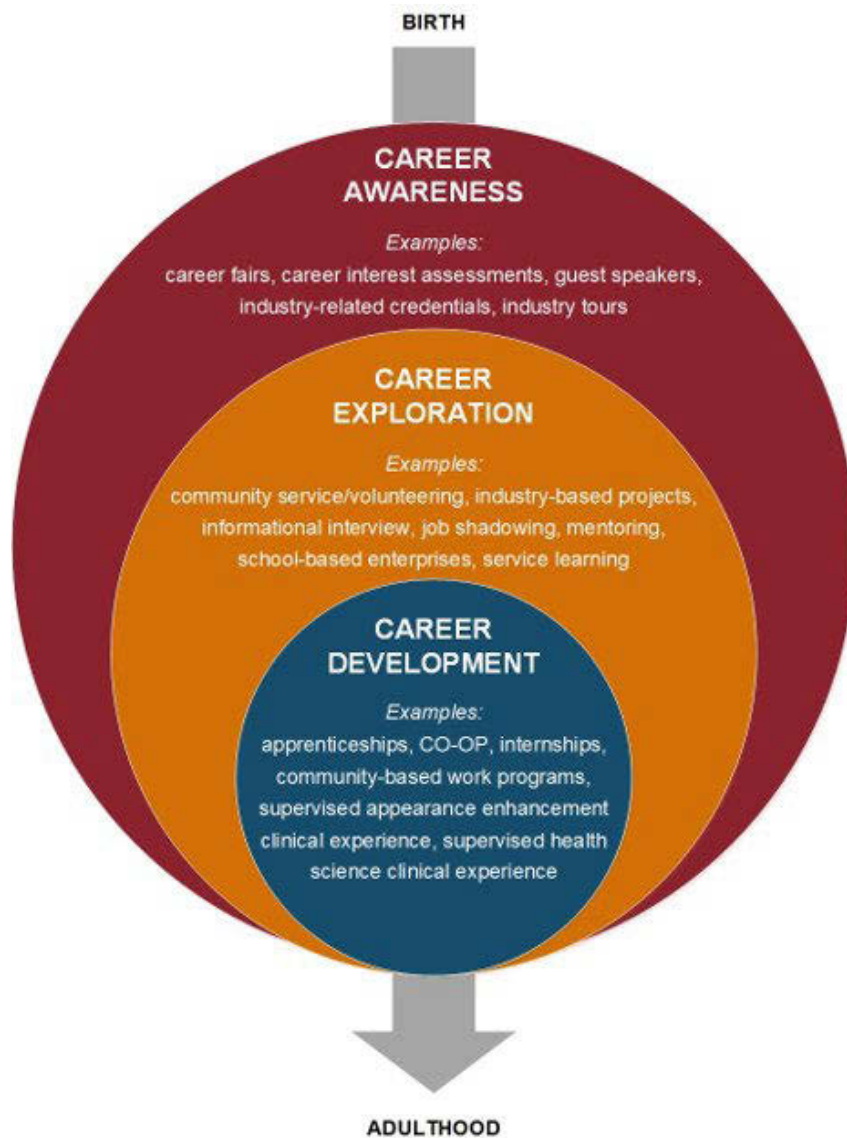 BIRTH
CAREER
AWARENESS
Examples:
career fairs, career interest assessments, guest speakers,
industry-related credentials, industry tours
CAREER
EXPLORATION
Examples:
community service/volunteering, industry-based projects,
informational interview, job shadowing, mentoring,
school-based enterprises, service learning
CAREER
DEVELOPMENT
Examples:
apprenticeships, CO-OP, internships,
community-based work programs,
supervised appearance enhancement
clinical experience, supervised health
science clinical experience
ADULTHOOD